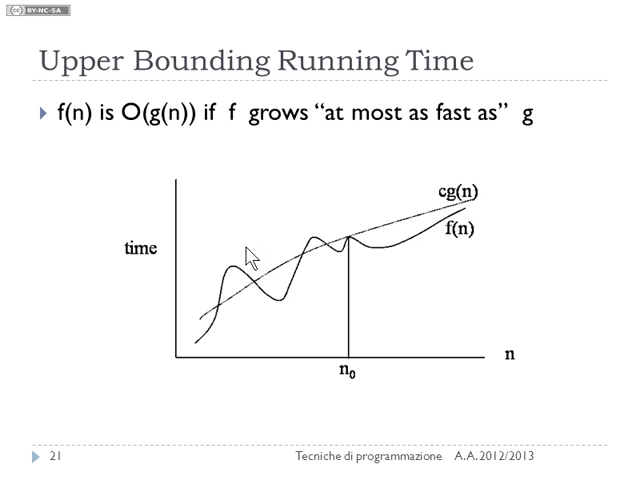 BY-NC-SA
Upper Bounding Running Time
f(n) is O(g(n)) if f grows “at most as fast as” g
cg(n)
f(n)
time
n
n₀
21 Tecniche di programmazione A.A. 2012/2013